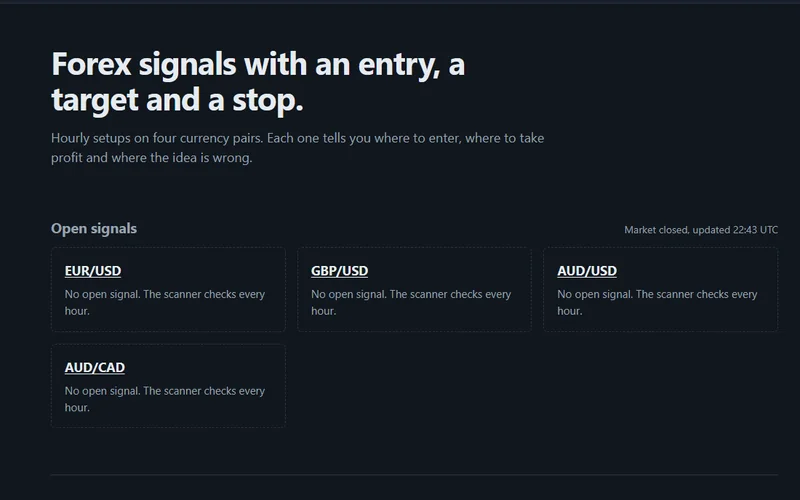 Forex signals with an entry, a
target and a stop.
Hourly setups on four currency pairs. Each one tells you where to enter, where to take
profit and where the idea is wrong.
Open signals
Market closed, updated 22:43 UTC
EUR/USD
No open signal. The scanner checks every
hour.
GBP/USD
No open signal. The scanner checks every
hour.
AUD/USD
No open signal. The scanner checks every
hour.
AUD/CAD
No open signal. The scanner checks every
hour.